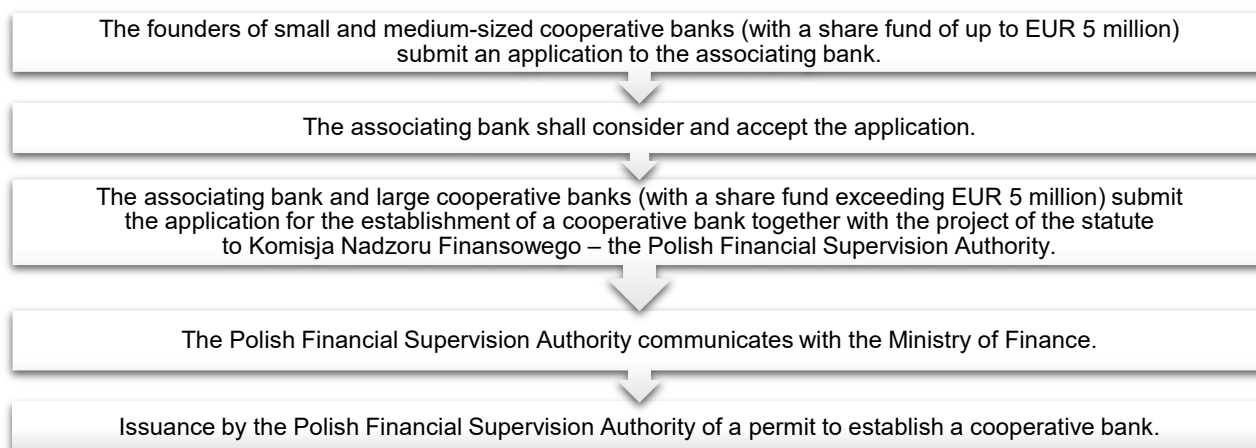 The founders of small and medium-sized cooperative banks (with a share fund of up to EUR 5 million)
submit an application to the associating bank.
The associating bank shall consider and accept the application.
The associating bank and large cooperative banks (with a share fund exceeding EUR 5 million) submit
the application for the establishment of a cooperative bank together with the project of the statute
to Komisja Nadzoru Finansowego – the Polish Financial Supervision Authority.
The Polish Financial Supervision Authority communicates with the Ministry of Finance.
Issuance by the Polish Financial Supervision Authority of a permit to establish a cooperative bank.